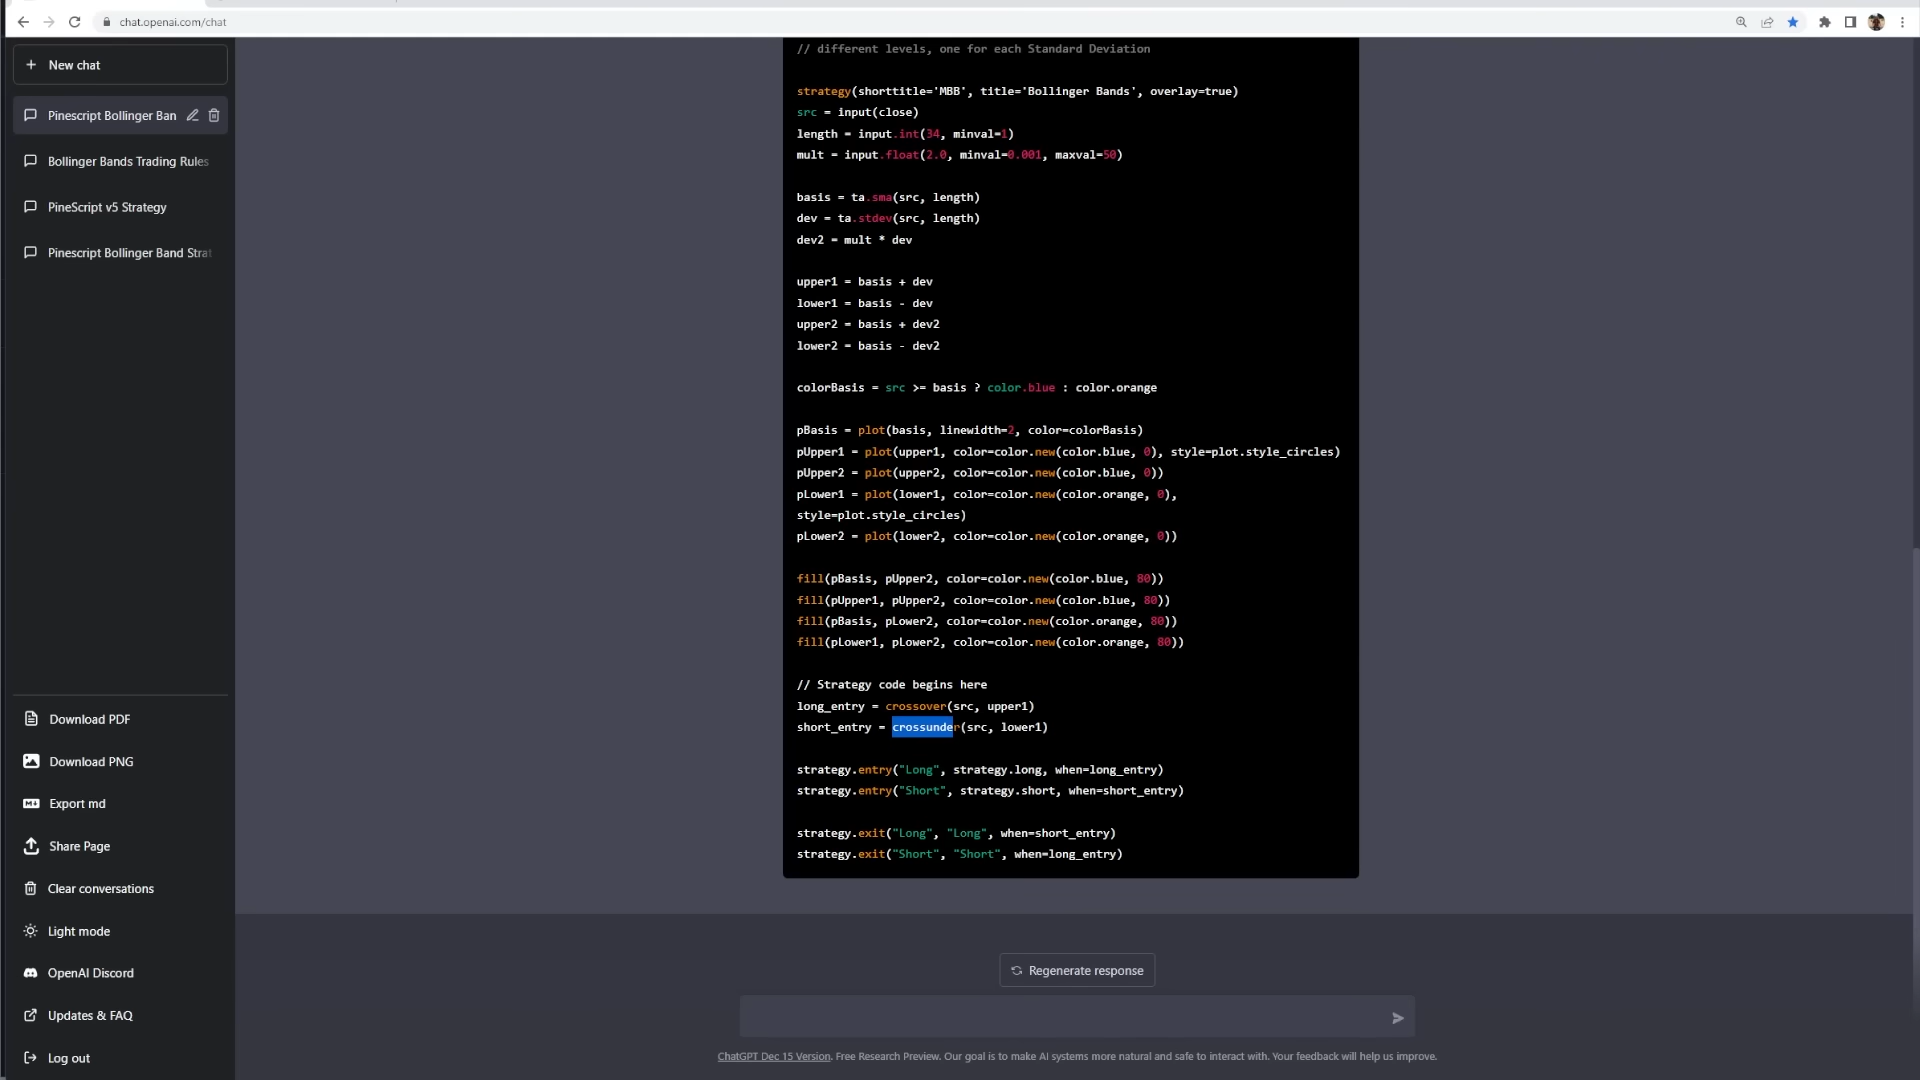 chat.openai.com/chat
New chat
Pinescript Bollinger Ban
Bollinger Bands Trading Rules
PineScript v5 Strategy
Pinescript Bollinger Band Strat
Download PDF
Download PNG
Export md
Share Page
Clear conversations
Light mode
OpenAI Discord
Updates & FAQ
Log out
// different levels, one for each Standard Deviation
strategy(shorttitle='MBB', title='Bollinger Bands', overlay=true)
src = input(close)
length = input.int(34, minval=1)
mult = input.float(2.0, minval=0.001, maxval=50)
basis = ta.sma(src, length)
dev = ta.stdev(src, length)
dev2 = mult * dev
upper1 = basis + dev
lower1 = basis - dev
upper2 = basis + dev2
lower2 = basis - dev2
colorBasis = src >= basis ? color.blue : color.orange
pBasis = plot(basis, linewidth=2, color=colorBasis)
pUpper1 = plot(upper1, color=color.new(color.blue, 0), style=plot.style_circles)
pUpper2 = plot(upper2, color=color.new(color.blue, 0))
pLower1 = plot(lower1, color=color.new(color.orange, 0),
style=plot.style_circles)
pLower2 = plot(lower2, color=color.new(color.orange, 0))
fill(pBasis, pUpper2, color=color.new(color.blue, 80))
fill(pUpper1, pUpper2, color=color.new(color.blue, 80))
fill(pBasis, pLower2, color=color.new(color.orange, 80))
fill(pLower1, pLower2, color=color.new(color.orange, 80))
// Strategy code begins here
long_entry = crossover(src, upper1)
short_entry = crossunder(src, lower1)
strategy.entry("Long", strategy.long, when=long_entry)
strategy.entry("Short", strategy.short, when=short_entry)
strategy.exit("Long", "Long", when=short_entry)
strategy.exit("Short", "Short", when=long_entry)
Regenerate response
ChatGPT Dec 15 Version. Free Research Preview. Our goal is to make AI systems more natural and safe to interact with. Your feedback will help us improve.